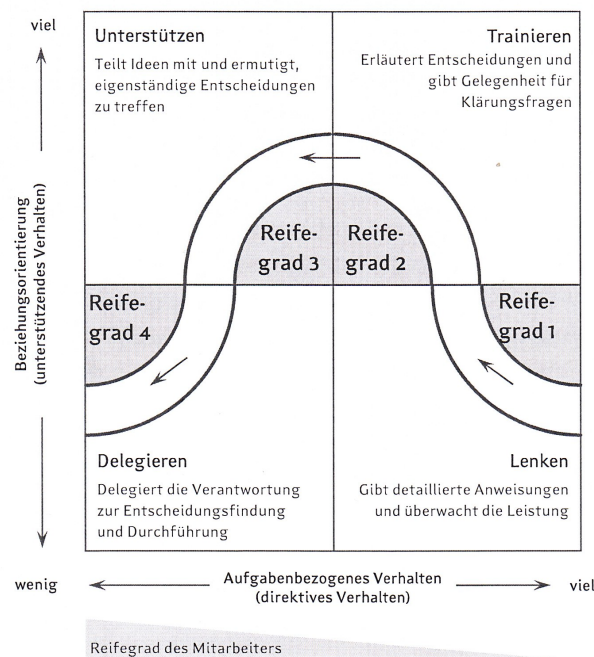 viel
Unterstützen
Teilt Ideen mit und ermutigt,
eigenständige Entscheidungen
zu treffen
Trainieren
Erläutert Entscheidungen und
gibt Gelegenheit für
Klärungsfragen
Beziehungsorientierung
(unterstützendes Verhalten)
Reife-
grad 3
Reife-
grad 2
Reife-
grad 4
Reife-
grad 1
Delegieren
Delegiert die Verantwortung
zur Entscheidungsfindung
und Durchführung
Lenken
Gibt detaillierte Anweisungen
und überwacht die Leistung
wenig
Aufgabenbezogenes Verhalten
(direktives Verhalten)
viel
Reifegrad des Mitarbeiters